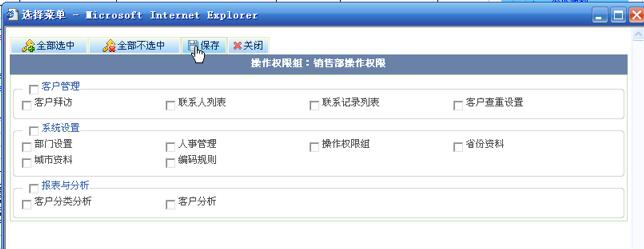 选择菜单 - Microsoft Internet Explorer
全部选中 全部不选中 保存 关闭
操作权限组：销售部操作权限
客户管理
客户拜访 联系人列表 联系记录列表 客户查重设置
系统设置
部门设置 人事管理 操作权限组 省份资料
城市资料 编码规则
报表与分析
客户分类分析 客户分析